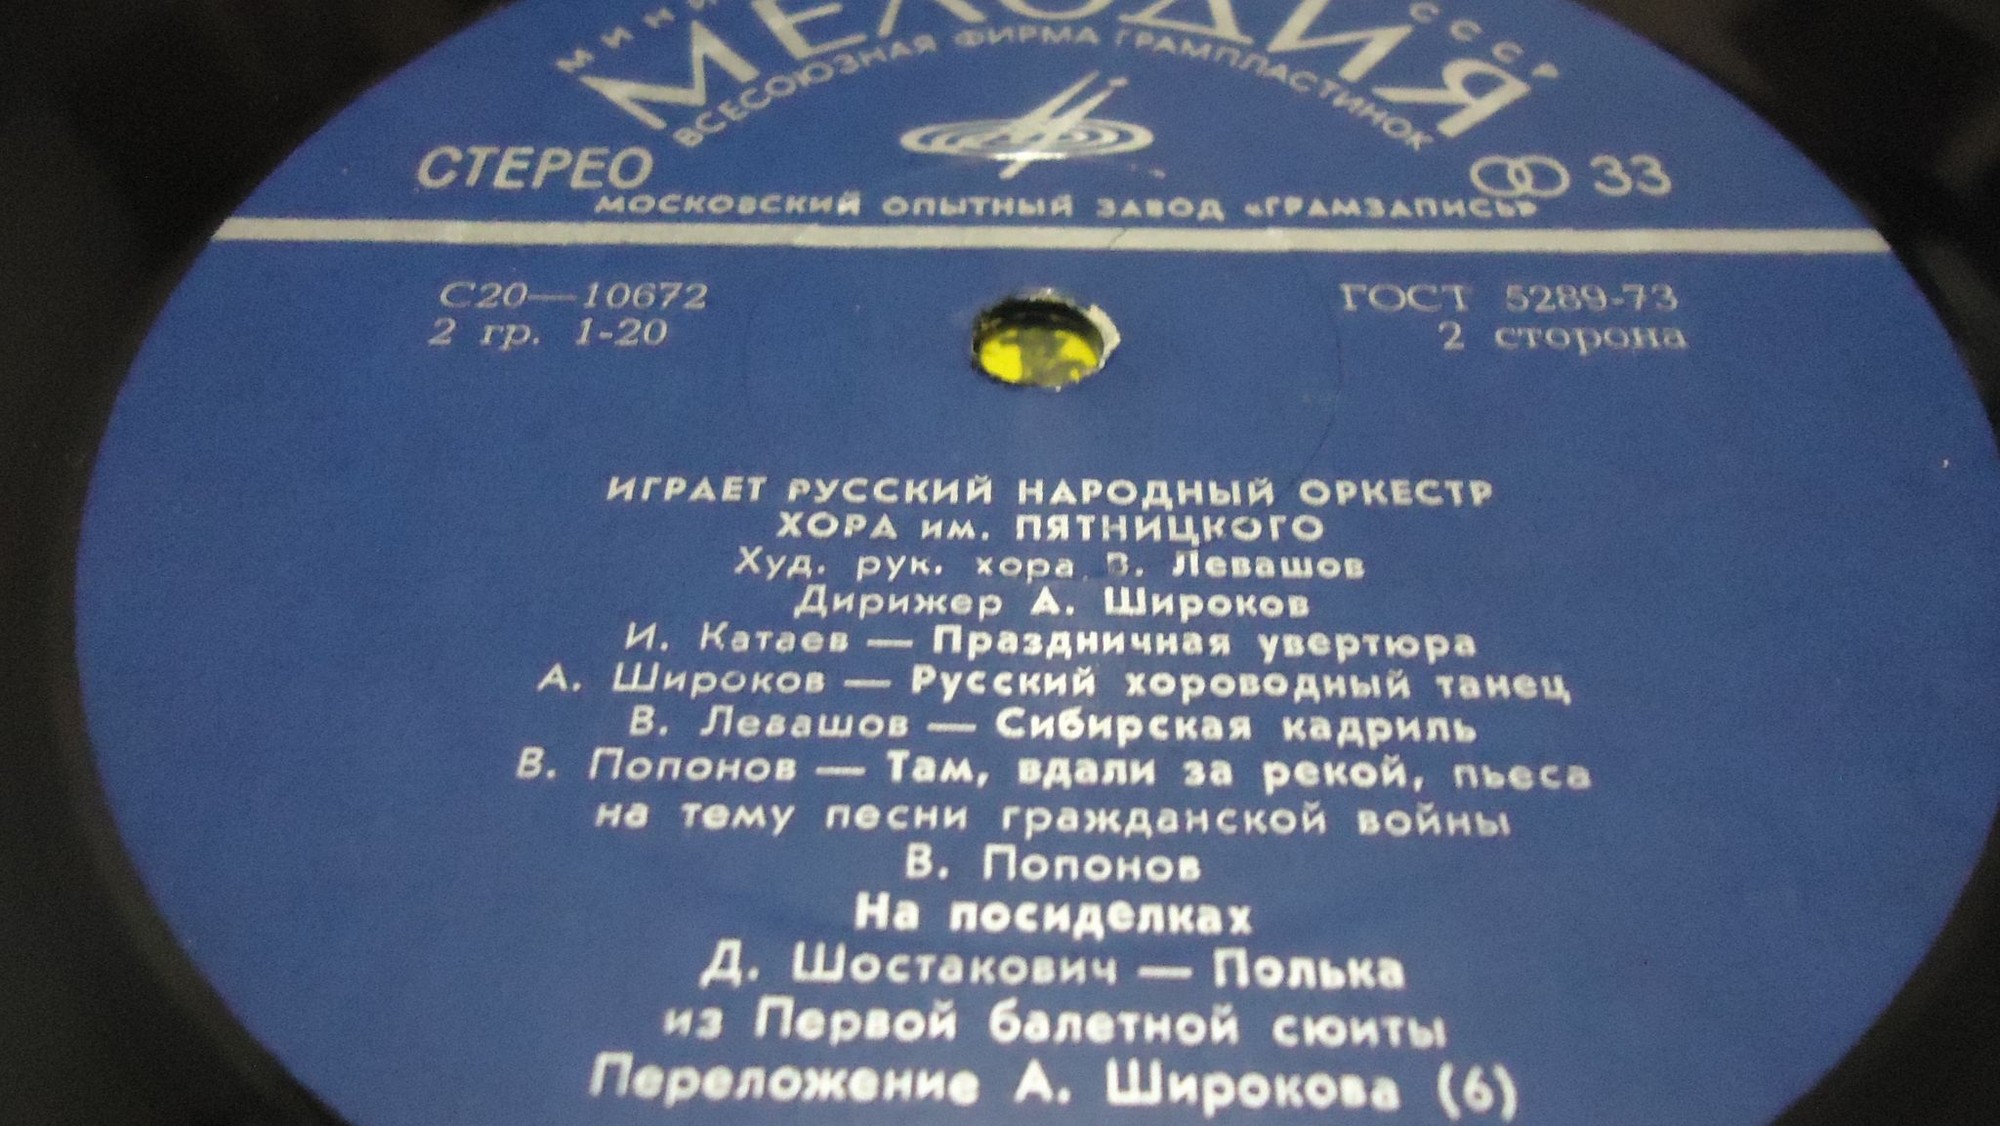 МЕЛОДИЯ
СССР
ВСЕСОЮЗНАЯ ФИРМА ГРАМПЛАСТИНОК
СТЕРЕО
33
МОСКОВСКИЙ ОПЫТНЫЙ ЗАВОД «ГРАМЗАПИСЬ»
С20—10672
ГОСТ 5289-73
2 гр. 1-20
2 сторона
ИГРАЕТ РУССКИЙ НАРОДНЫЙ ОРКЕСТР
ХОРА им. ПЯТНИЦКОГО
Худ. рук. хора В. Левашов
Дирижер А. Широков
И. Катаев — Праздничная увертюра
А. Широков — Русский хороводный танец
В. Левашов — Сибирская кадриль
В. Попонов — Там, вдали за рекой, пьеса
на тему песни гражданской войны
В. Попонов
На посиделках
Д. Шостакович — Полька
из Первой балетной сюиты
Переложение А. Широкова (6)